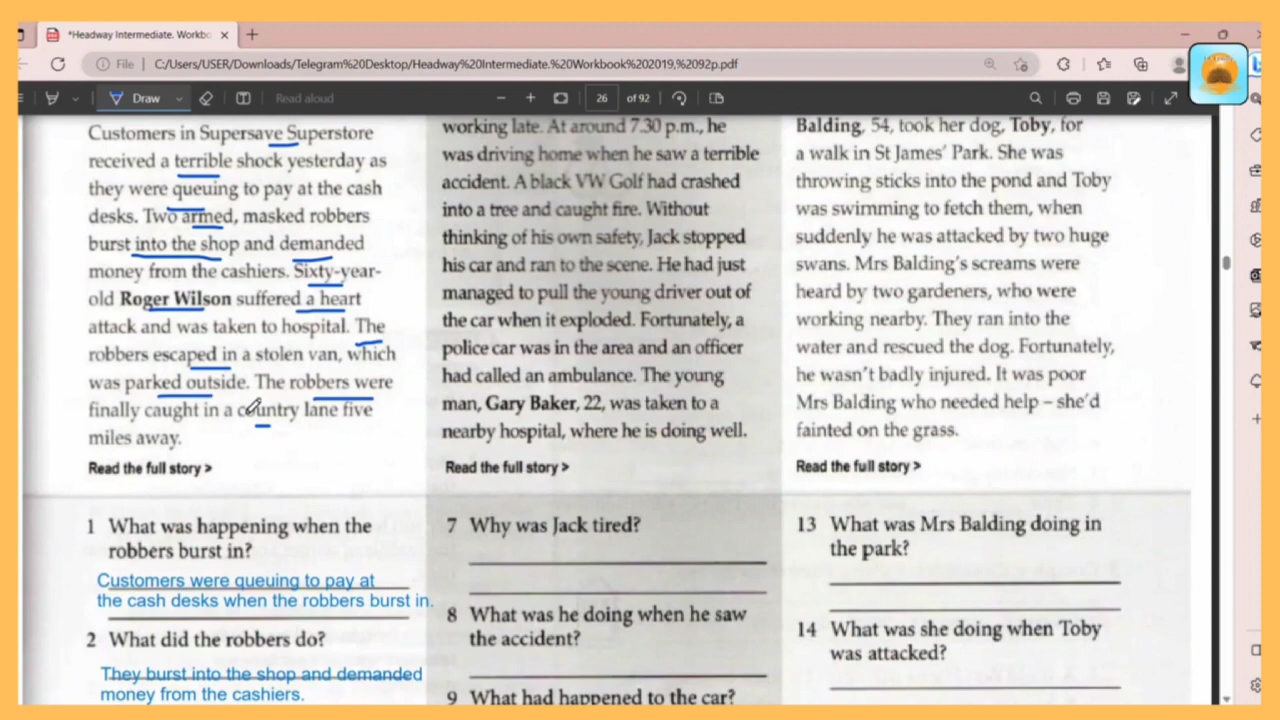 *Headway Intermediate. Workbo
File
C:/Users/USER/Downloads/Telegram%20Desktop/Headway%20Intermediate.%20Workbook%202019,%2092p.pdf
Draw
Read aloud
26 of 92
Customers in Supersave Superstore
received a terrible shock yesterday as
they were queuing to pay at the cash
desks. Two armed, masked robbers
burst into the shop and demanded
money from the cashiers. Sixty-year-
old Roger Wilson suffered a heart
attack and was taken to hospital. The
robbers escaped in a stolen van, which
was parked outside. The robbers were
finally caught in a country lane five
miles away.
Read the full story >
working late. At around 7.30 p.m., he
was driving home when he saw a terrible
accident. A black VW Golf had crashed
into a tree and caught fire. Without
thinking of his own safety, Jack stopped
his car and ran to the scene. He had just
managed to pull the young driver out of
the car when it exploded. Fortunately, a
police car was in the area and an officer
had called an ambulance. The young
man, Gary Baker, 22, was taken to a
nearby hospital, where he is doing well.
Read the full story >
Balding, 54, took her dog, Toby, for
a walk in St James' Park. She was
throwing sticks into the pond and Toby
was swimming to fetch them, when
suddenly he was attacked by two huge
swans. Mrs Balding's screams were
heard by two gardeners, who were
working nearby. They ran into the
water and rescued the dog. Fortunately,
he wasn't badly injured. It was poor
Mrs Balding who needed help – she'd
fainted on the grass.
Read the full story >
1 What was happening when the
robbers burst in?
Customers were queuing to pay at
the cash desks when the robbers burst in.
2 What did the robbers do?
They burst into the shop and demanded
money from the cashiers.
7 Why was Jack tired?
8 What was he doing when he saw
the accident?
9 What had happened to the car?
13 What was Mrs Balding doing in
the park?
14 What was she doing when Toby
was attacked?